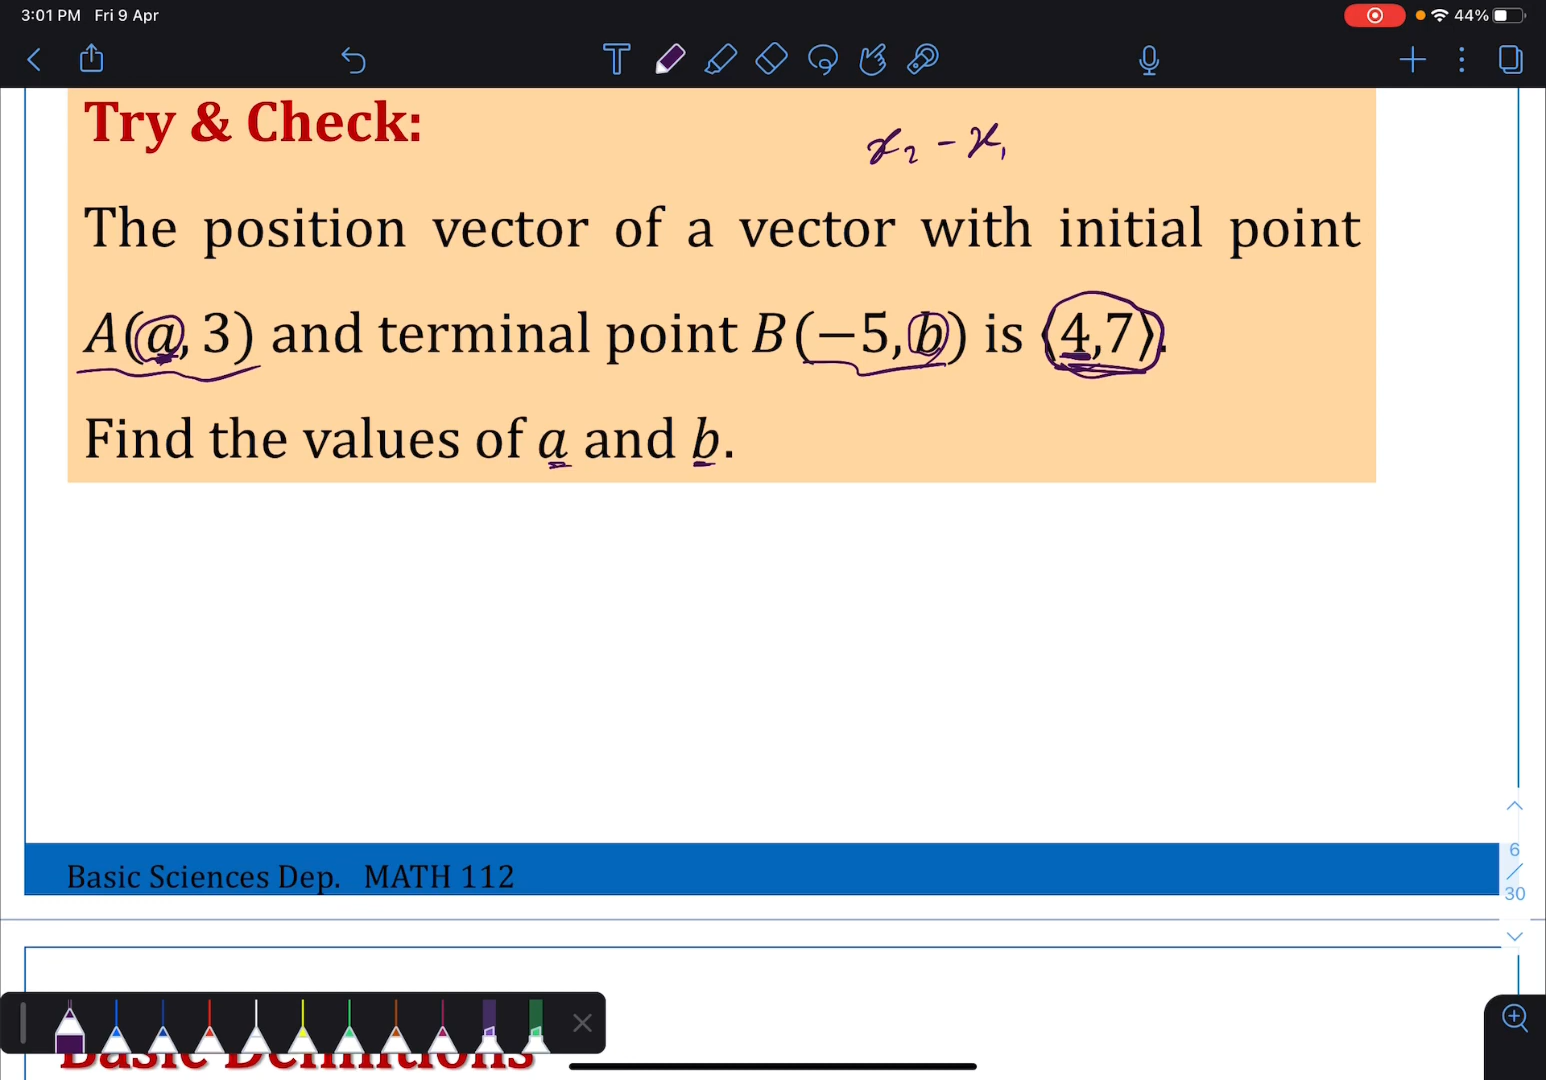 3:01 PM Fri 9 Apr 44%
T
Try & Check:
x₂ - x₁
The position vector of a vector with initial point
A(a, 3) and terminal point B(−5, b) is ⟨4,7⟩.
Find the values of a and b.
6
/
30
Basic Sciences Dep. MATH 112
Basic Definitions